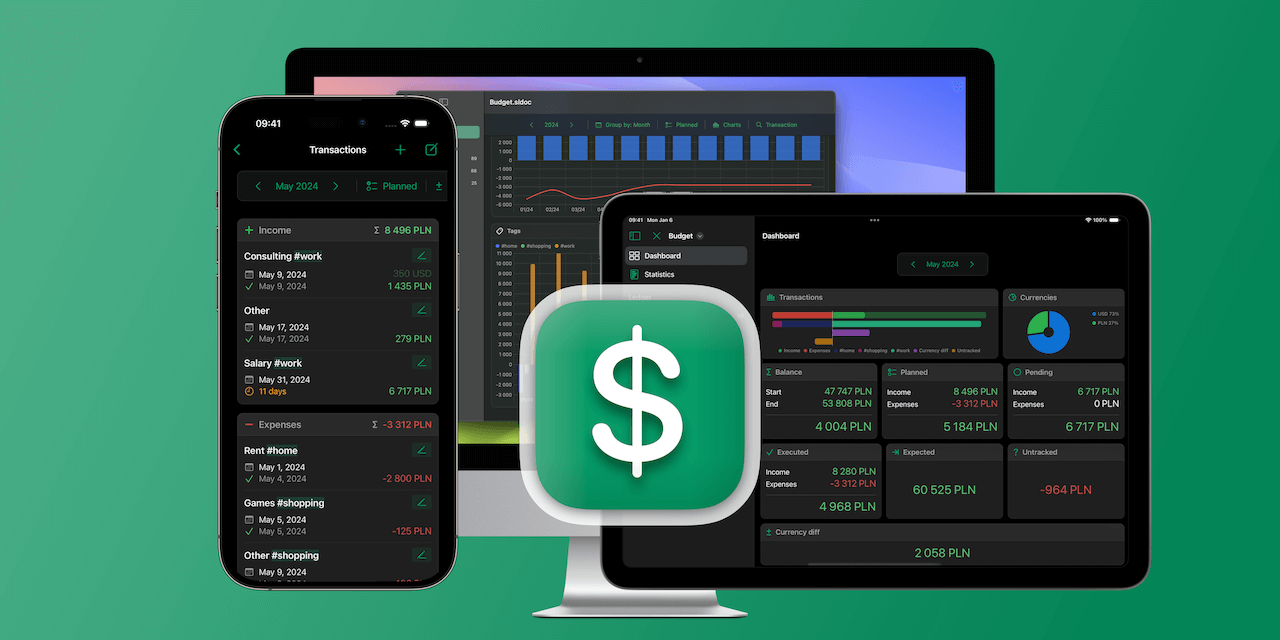 09:41
Transactions
May 2024
Planned
Income
Σ 8 496 PLN
Consulting #work
May 9, 2024
350 USD
May 9, 2024
1 435 PLN
Other
May 17, 2024
May 17, 2024
279 PLN
Salary #work
May 31, 2024
11 days
6 717 PLN
Expenses
Σ -3 312 PLN
Rent #home
May 1, 2024
May 4, 2024
-2 800 PLN
Games #shopping
May 5, 2024
May 5, 2024
-125 PLN
Other #shopping
May 9, 2024
Budget.sldoc
2024
Group by: Month
Planned
Charts
Transaction
2 000
1 000
0
-1 000
-2 000
-3 000
-4 000
-5 000
01/24
02/24
03/24
Tags
#home
#shopping
#work
11 000
10 000
9 000
8 000
7 000
6 000
5 000
4 000
3 000
2 000
1 000
0
-1 000
-2 000
-3 000
$
09:41 Mon Jan 6
100%
Budget
Dashboard
Statistics
Dashboard
May 2024
Transactions
Income
Expenses
#home
#shopping
#work
Currency diff
Untracked
Currencies
USD 73%
PLN 27%
Σ Balance
Start 47 747 PLN
End 53 808 PLN
4 004 PLN
Planned
Income 8 496 PLN
Expenses -3 312 PLN
5 184 PLN
Pending
Income 6 717 PLN
Expenses 0 PLN
6 717 PLN
Executed
Income 8 280 PLN
Expenses -3 312 PLN
4 968 PLN
Expected
60 525 PLN
? Untracked
-964 PLN
± Currency diff
2 058 PLN